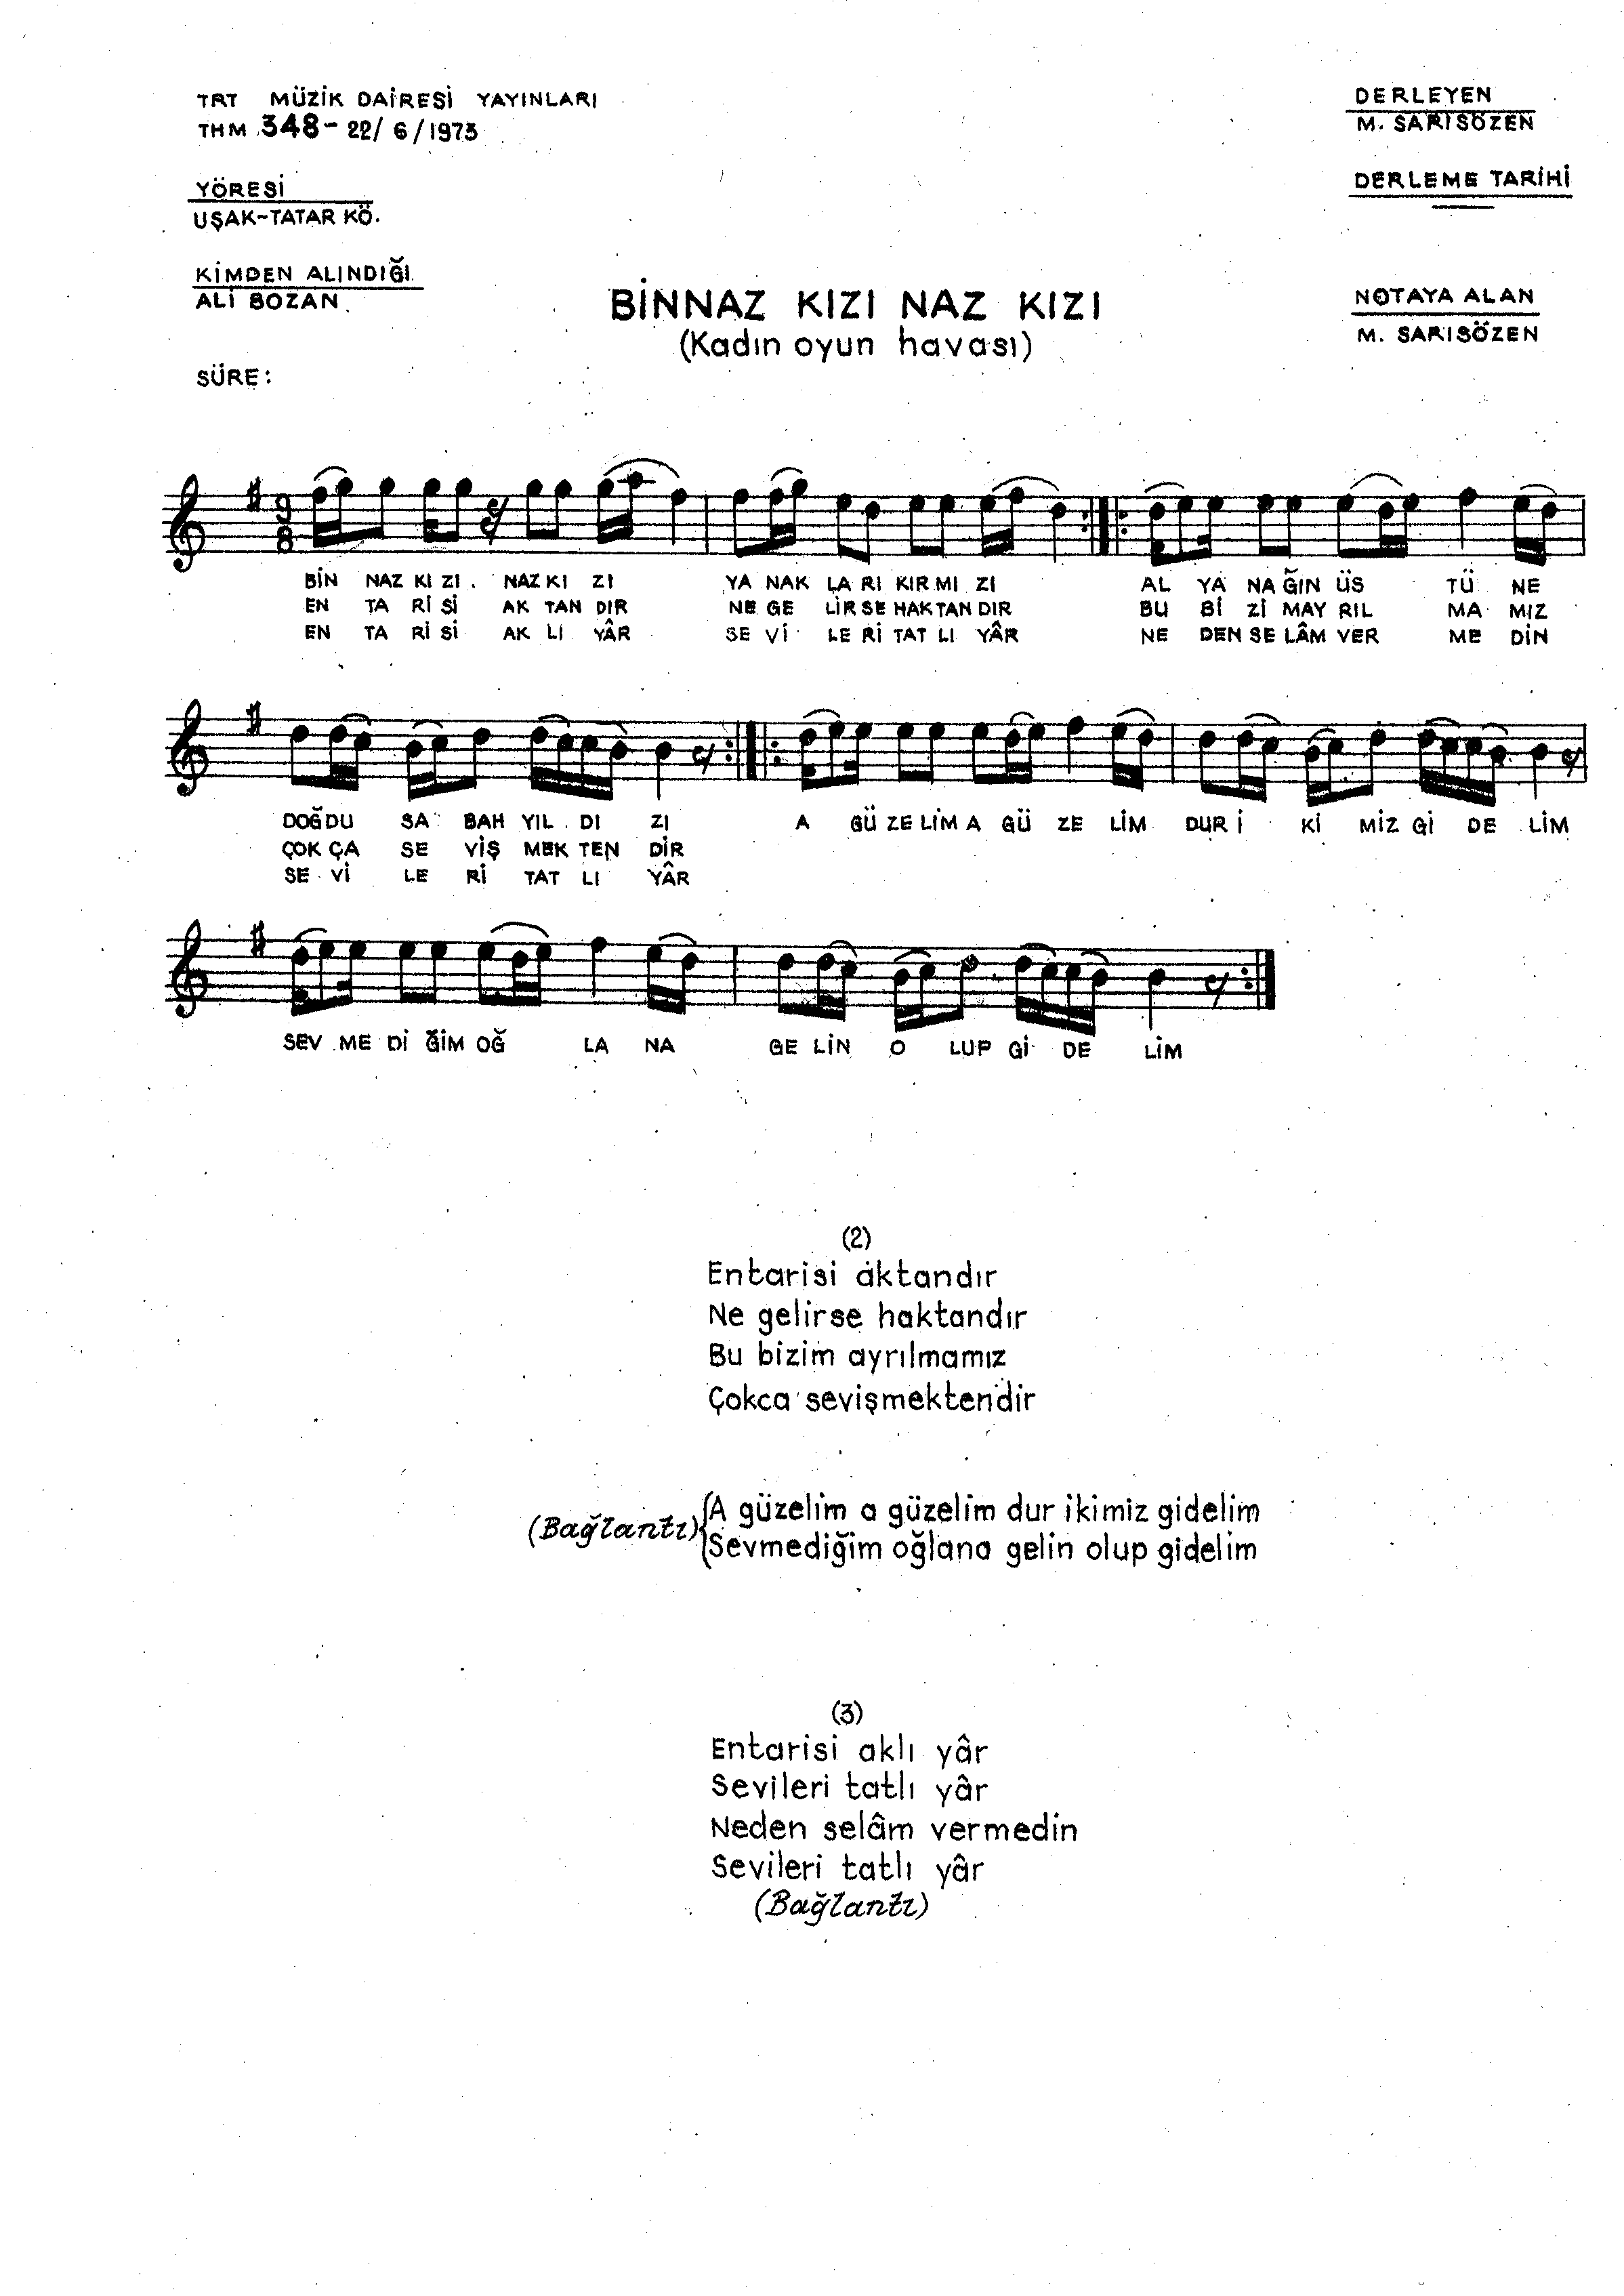 TRT MÜZİK DAİRESİ YAYINLARI
THM 348- 22/ 6 /1973
DERLEYEN
M. SARISÖZEN
YÖRESİ
UŞAK-TATAR KÖ.
DERLEME TARİHİ
KİMDEN ALINDIĞI
ALİ BOZAN
BİNNAZ KIZI NAZ KIZI
(Kadın oyun havası)
NOTAYA ALAN
M. SARISÖZEN
SÜRE:
9
8
BİN NAZ KI ZI NAZ KI ZI YA NAK LA RI KIR MI ZI AL YA NA ĞIN ÜS TÜ NE
EN TA Rİ Sİ AK TAN DIR NE GE LİR SE HAK TAN DIR BU Bİ Zİ MAY RIL MA MIZ
EN TA Rİ Sİ AK LI YÂR SE Vİ LE Rİ TAT LI YÂR NE DEN SE LÂM VER ME DİN
DOĞ DU SA BAH YIL DI ZI A GÜ ZE LİM A GÜ ZE LİM DUR İ Kİ MİZ Gİ DE LİM
ÇOK ÇA SE VİŞ MEK TEN DİR
SE Vİ LE Rİ TAT LI YÂR
SEV ME Dİ ĞİM OĞ LA NA GE LİN O LUP Gİ DE LİM
(2)
Entarisi aktandır
Ne gelirse haktandır
Bu bizim ayrılmamız
Çokca sevişmektendir
(Bağlantı) A güzelim a güzelim dur ikimiz gidelim
Sevmediğim oğlana gelin olup gidelim
(3)
Entarisi aklı yâr
Sevileri tatlı yâr
Neden selâm vermedin
Sevileri tatlı yâr
(Bağlantı)